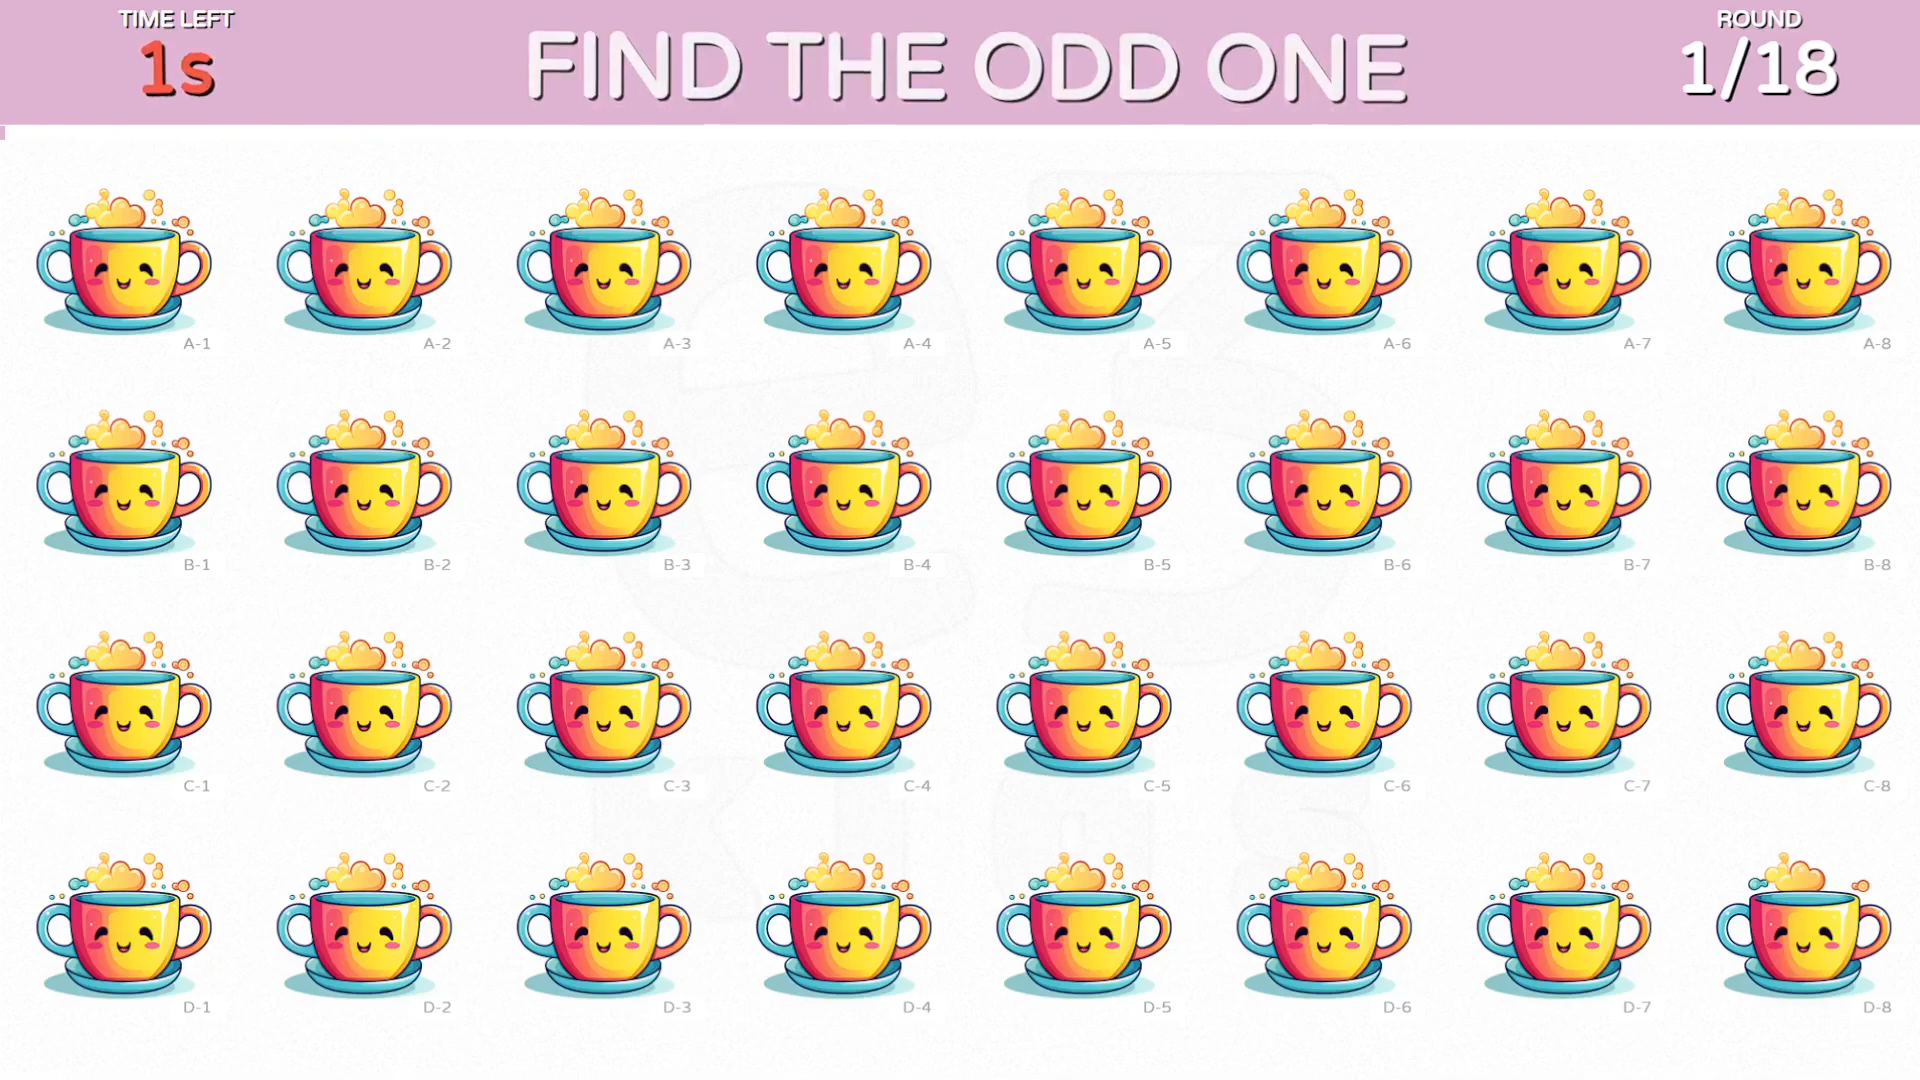 TIME LEFT
1s
FIND THE ODD ONE
ROUND
1/18
A-1 A-2 A-3 A-4 A-5 A-6 A-7 A-8
B-1 B-2 B-3 B-4 B-5 B-6 B-7 B-8
C-1 C-2 C-3 C-4 C-5 C-6 C-7 C-8
D-1 D-2 D-3 D-4 D-5 D-6 D-7 D-8